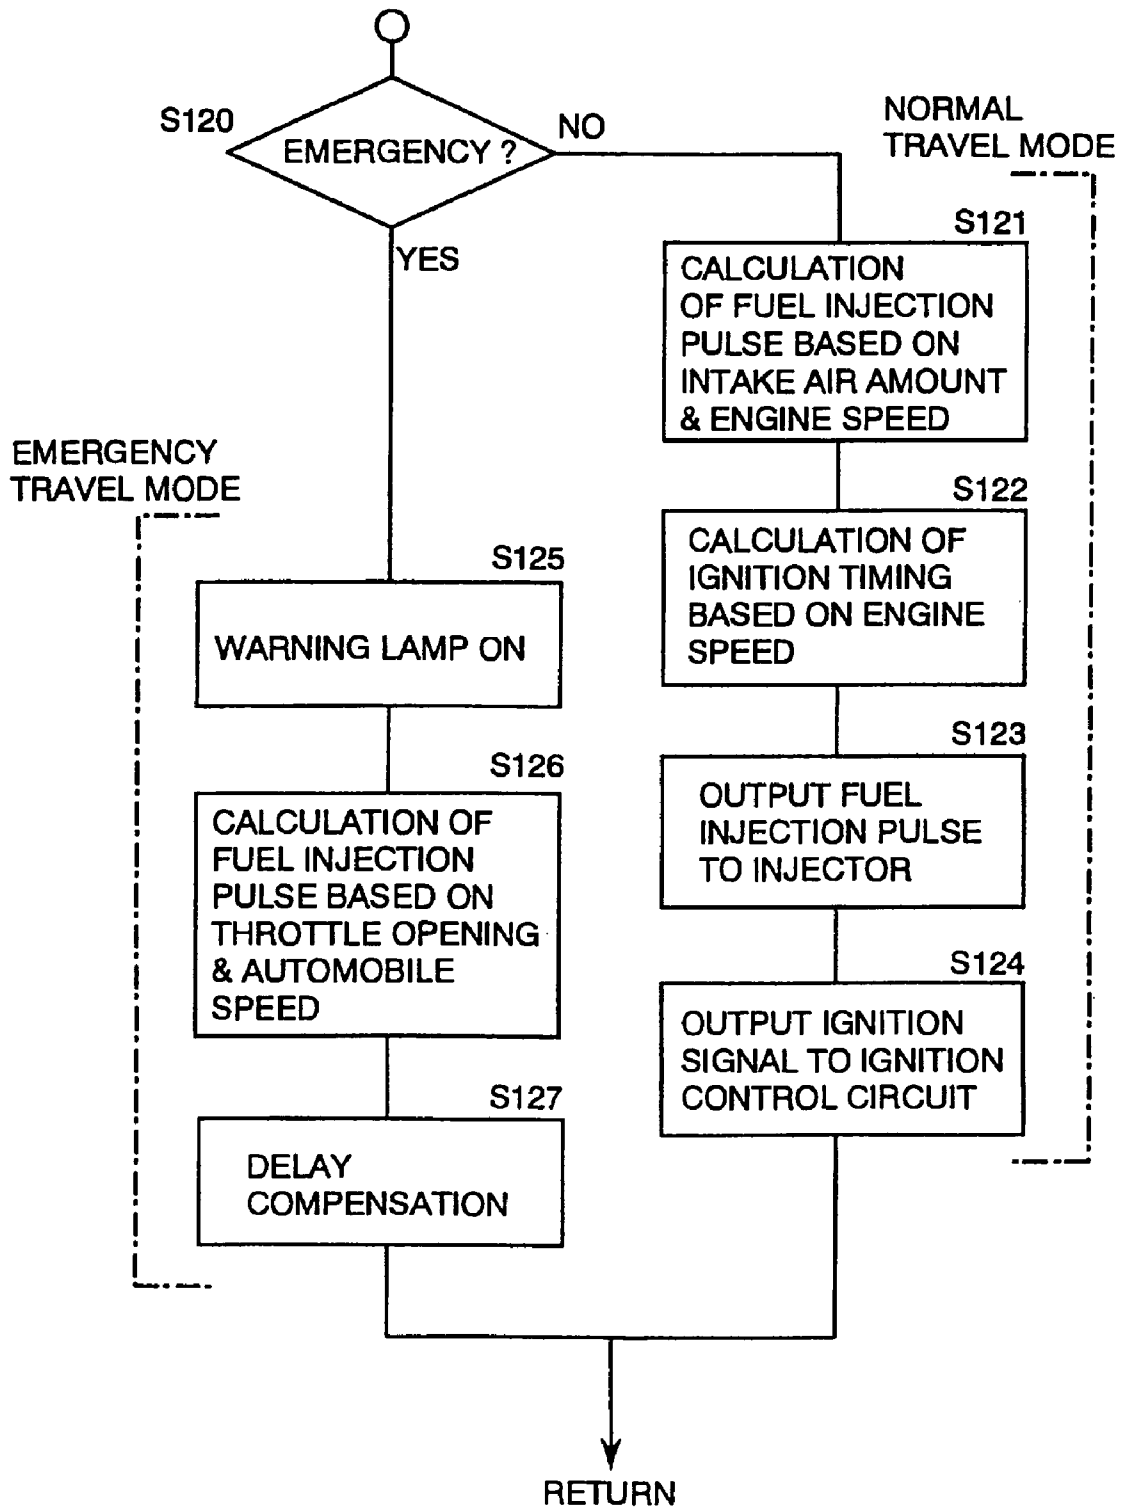 S120
EMERGENCY ?
NO
YES
NORMAL
TRAVEL MODE
S121
CALCULATION
OF FUEL INJECTION
PULSE BASED ON
INTAKE AIR AMOUNT
& ENGINE SPEED
S122
CALCULATION OF
IGNITION TIMING
BASED ON ENGINE
SPEED
S123
OUTPUT FUEL
INJECTION PULSE
TO INJECTOR
S124
OUTPUT IGNITION
SIGNAL TO IGNITION
CONTROL CIRCUIT
EMERGENCY
TRAVEL MODE
S125
WARNING LAMP ON
S126
CALCULATION OF
FUEL INJECTION
PULSE BASED ON
THROTTLE OPENING
& AUTOMOBILE
SPEED
S127
DELAY
COMPENSATION
RETURN